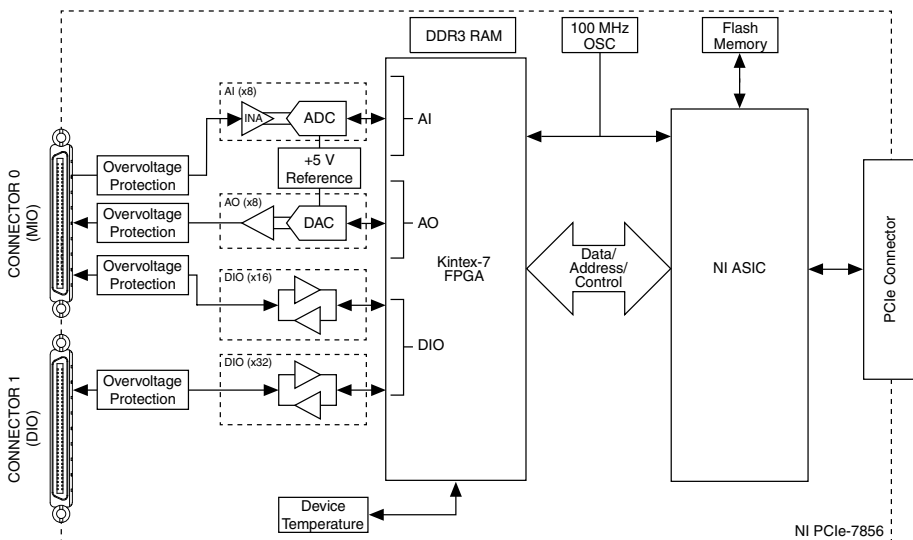 DDR3 RAM
100 MHz
OSC
Flash
Memory
AI (x8)
INA
ADC
AI
+5 V
Reference
Overvoltage
Protection
AO (x8)
DAC
AO
Overvoltage
Protection
CONNECTOR 0
(MIO)
Kintex-7
FPGA
Data/
Address/
Control
NI ASIC
PCIe Connector
Overvoltage
Protection
DIO (x16)
DIO
CONNECTOR 1
(DIO)
Overvoltage
Protection
DIO (x32)
Device
Temperature
NI PCIe-7856